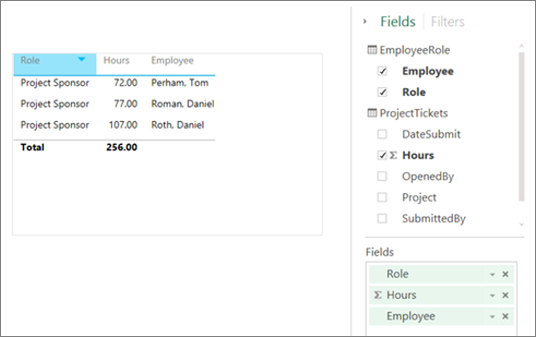 Role Hours Employee
Project Sponsor 72.00 Perham, Tom
Project Sponsor 77.00 Roman, Daniel
Project Sponsor 107.00 Roth, Daniel
Total 256.00
Fields | Filters
EmployeeRole
Employee
Role
ProjectTickets
DateSubmit
Σ Hours
OpenedBy
Project
SubmittedBy
Fields
Role
Σ Hours
Employee